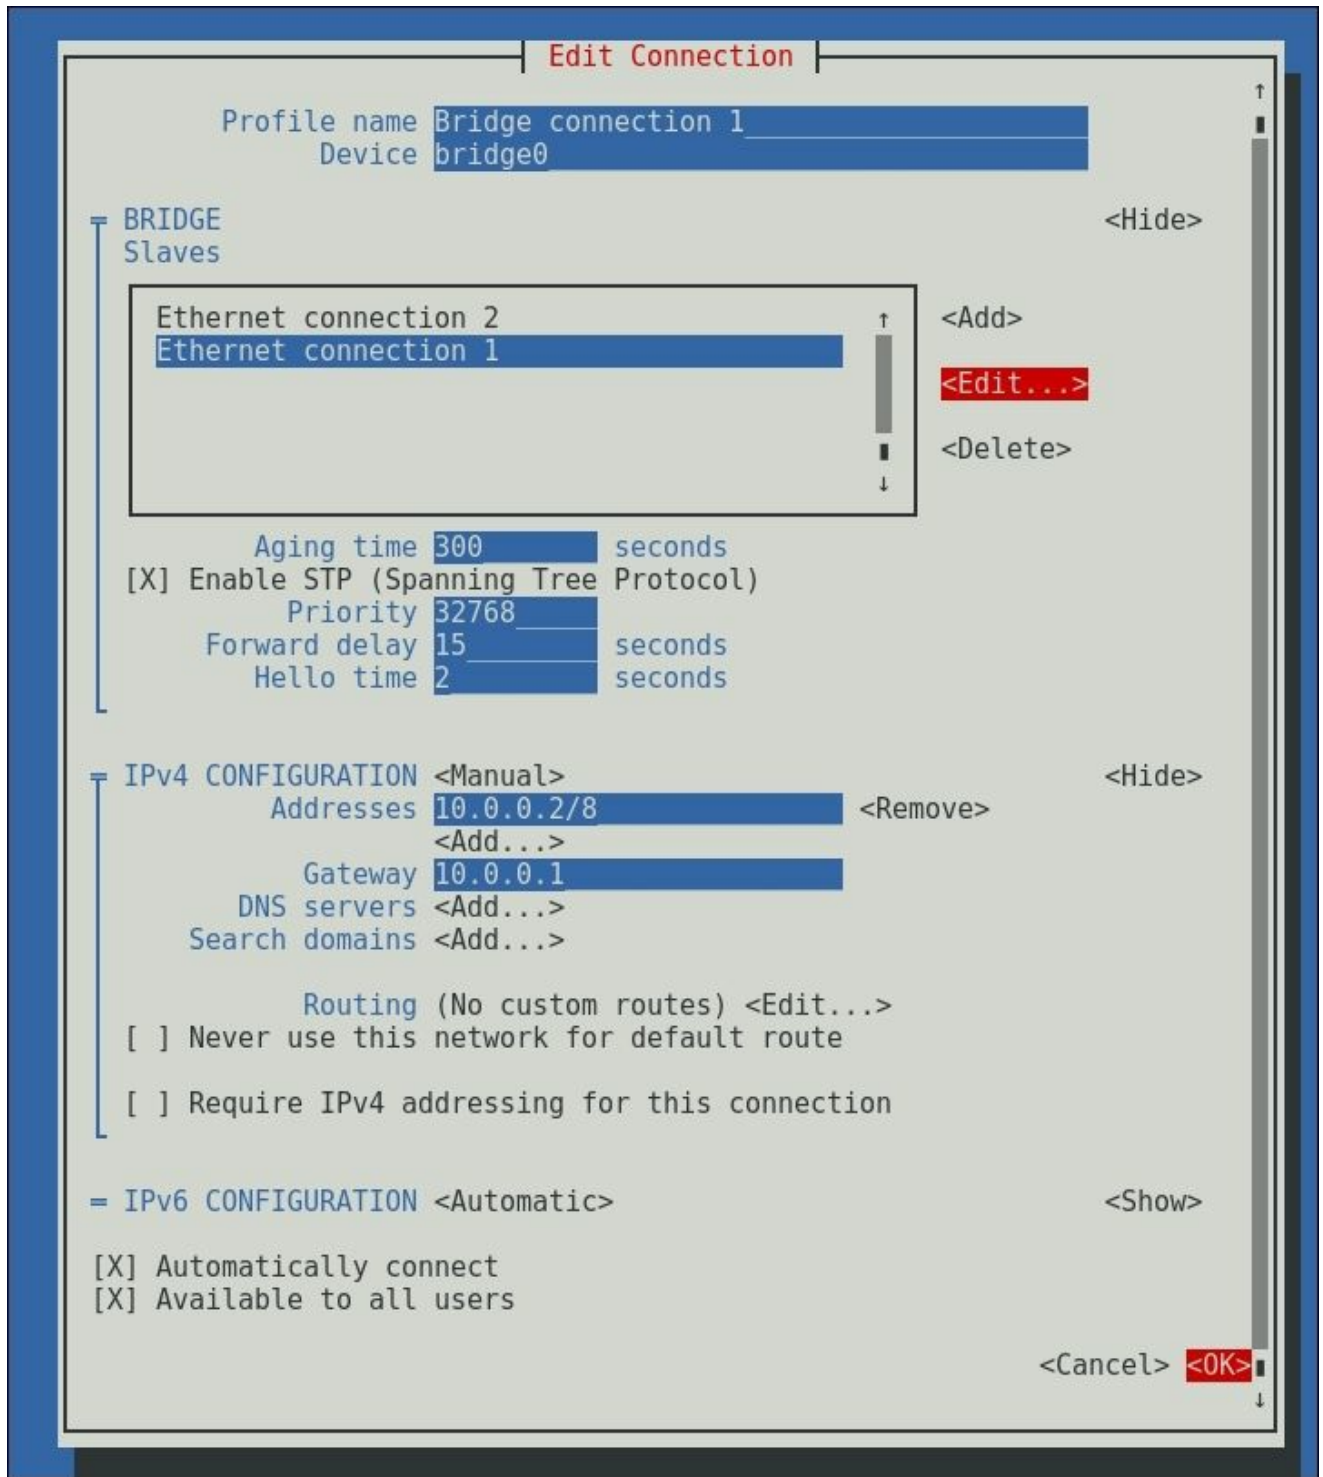 Edit Connection
Profile name Bridge connection 1
Device bridge0
BRIDGE <Hide>
Slaves
Ethernet connection 2 <Add>
Ethernet connection 1
<Edit...>
<Delete>
Aging time 300 seconds
[X] Enable STP (Spanning Tree Protocol)
Priority 32768
Forward delay 15 seconds
Hello time 2 seconds
IPv4 CONFIGURATION <Manual> <Hide>
Addresses 10.0.0.2/8 <Remove>
<Add...>
Gateway 10.0.0.1
DNS servers <Add...>
Search domains <Add...>
Routing (No custom routes) <Edit...>
[ ] Never use this network for default route
[ ] Require IPv4 addressing for this connection
= IPv6 CONFIGURATION <Automatic> <Show>
[X] Automatically connect
[X] Available to all users
<Cancel> <OK>